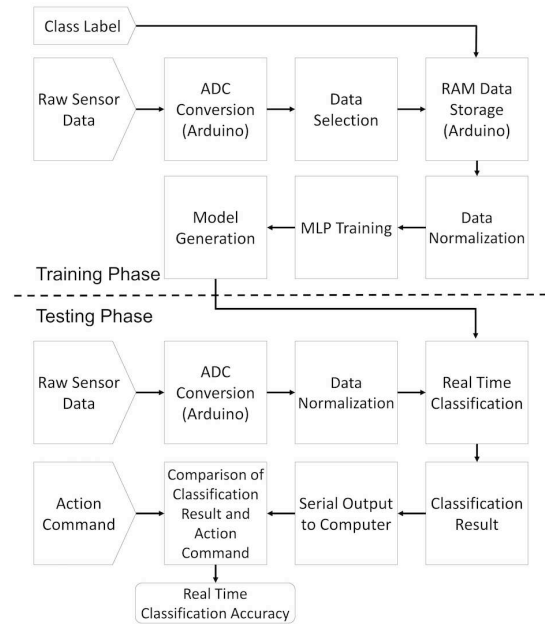 Class Label
Raw Sensor
Data
ADC
Conversion
(Arduino)
Data
Selection
RAM Data
Storage
(Arduino)
Model
Generation
MLP Training
Data
Normalization
Training Phase
Testing Phase
Raw Sensor
Data
ADC
Conversion
(Arduino)
Data
Normalization
Real Time
Classification
Action
Command
Comparison of
Classification
Result and
Action
Command
Serial Output
to Computer
Classification
Result
Real Time
Classification Accuracy